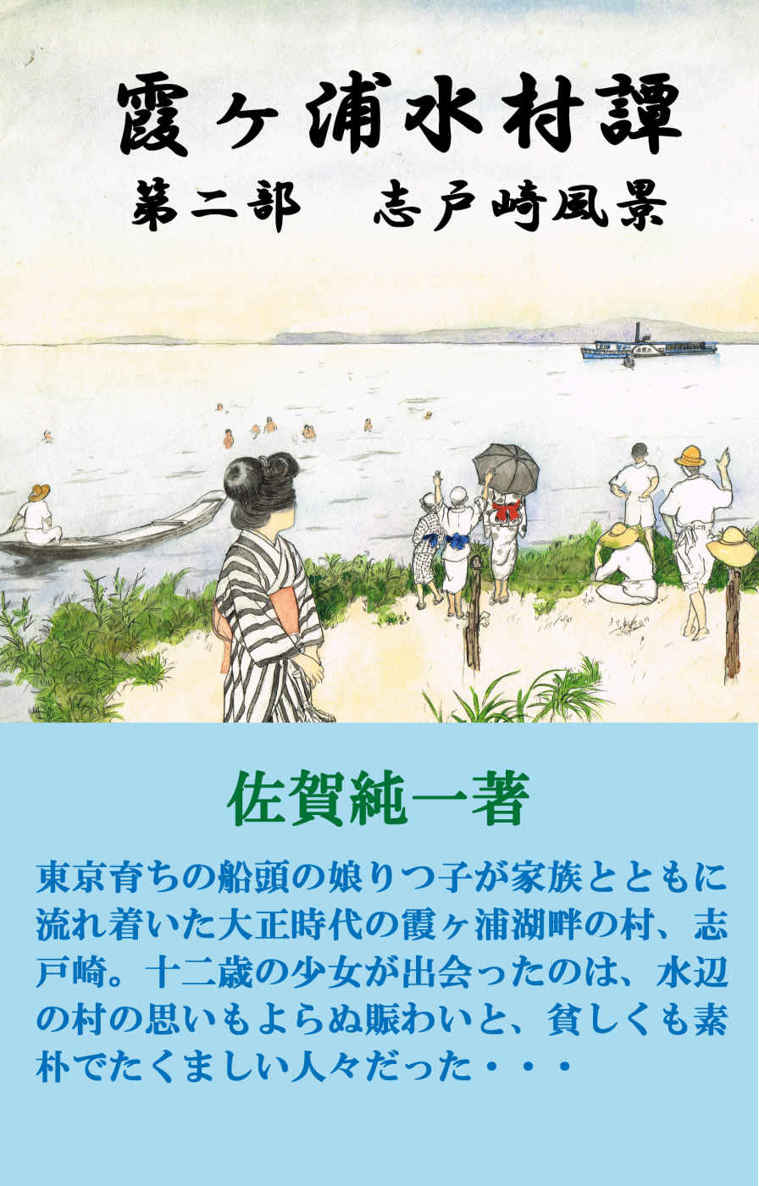 霞ヶ浦水村譚
第二部　志戸崎風景
佐賀純一著
東京育ちの船頭の娘りつ子が家族とともに
流れ着いた大正時代の霞ヶ浦湖畔の村、志
戸崎。十二歳の少女が出会ったのは、水辺
の村の思いもよらぬ賑わいと、貧しくも素
朴でたくましい人々だった・・・